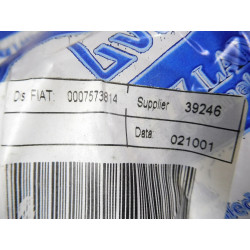 Dis. FIAT: 0007573814 Supplier 39246
Data: 021001